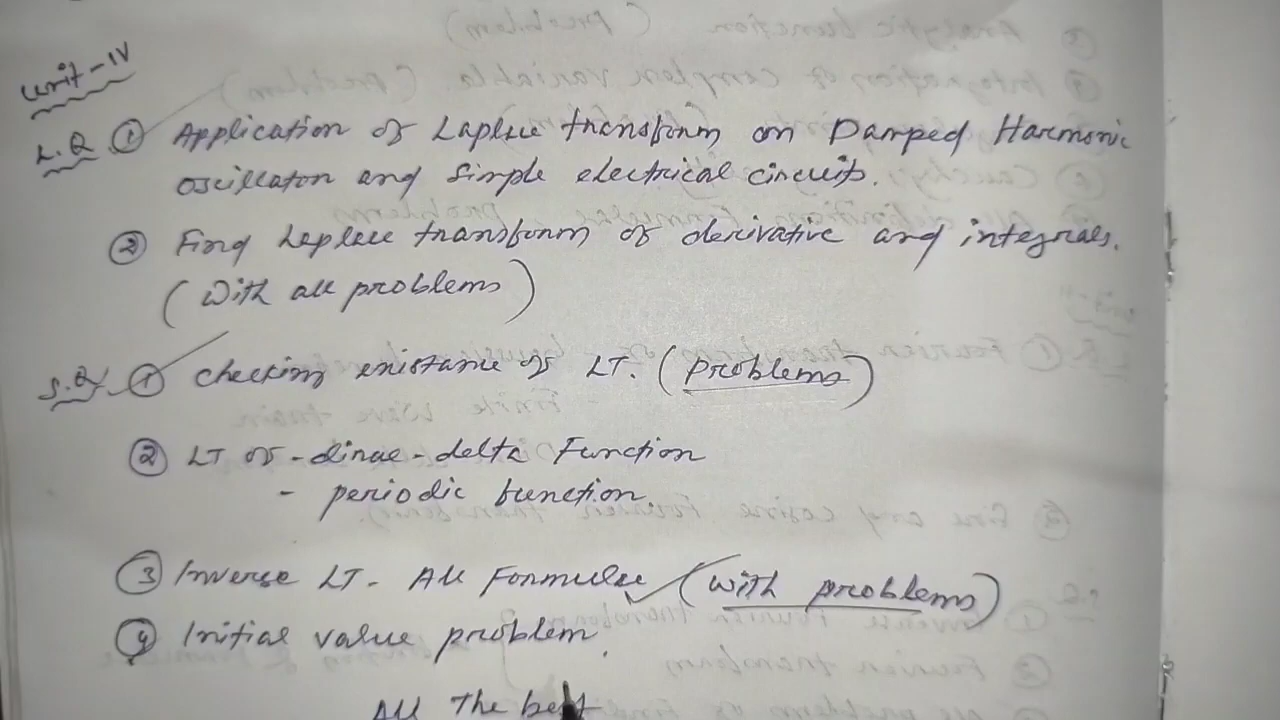 Unit-IV
L.Q ① Application of Laplace transform on Damped Harmonic
oscillator and simple electrical circuits.
② Find Laplace transform of derivative and integrals.
(With all problems)
S.Q ① Checking existance of LT. (Problems)
② LT of - dirac - delta Function
- periodic function.
③ Inverse LT - All Formulae (with problems)
④ Initial value problem.
All The best